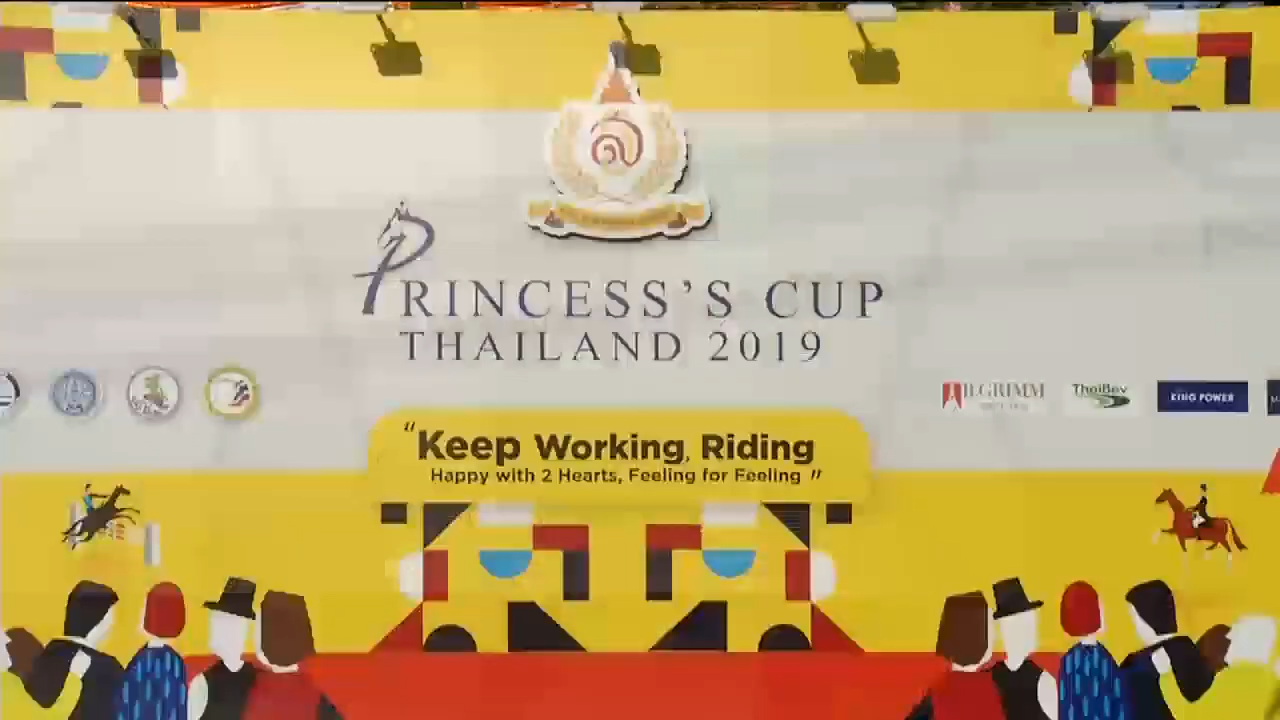 PRINCESS'S CUP
THAILAND 2019
B.GRIMM
ThaiBev
KING POWER
"Keep Working, Riding
Happy with 2 Hearts, Feeling for Feeling"